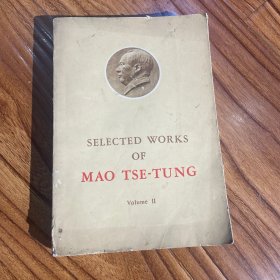 SELECTED WORKS
OF
MAO TSE-TUNG
Volume II